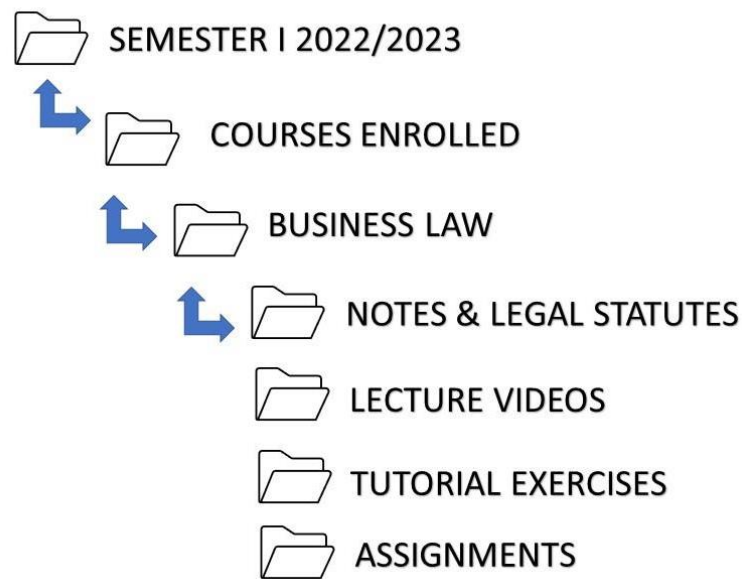 SEMESTER I 2022/2023
COURSES ENROLLED
BUSINESS LAW
NOTES & LEGAL STATUTES
LECTURE VIDEOS
TUTORIAL EXERCISES
ASSIGNMENTS